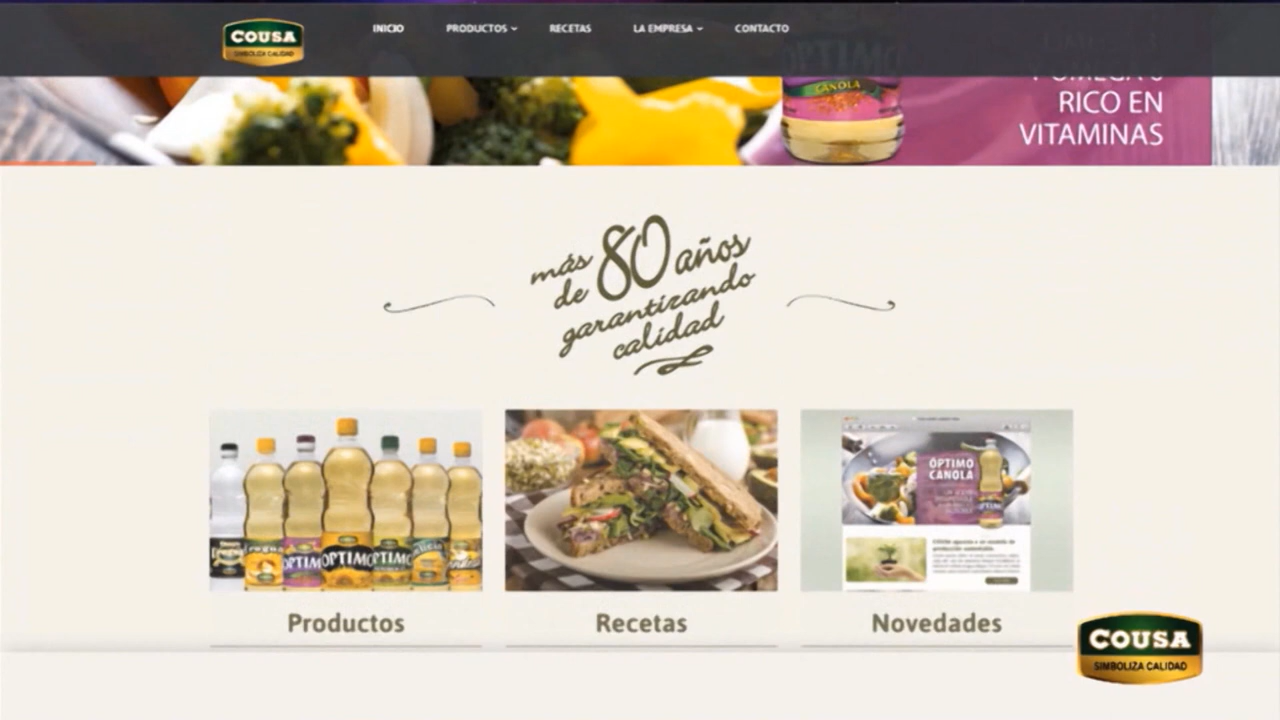 COUSA
SIMBOLIZA CALIDAD
INICIO
PRODUCTOS
RECETAS
LA EMPRESA
CONTACTO
CANOLA
RICO EN
VITAMINAS
más
de 80 años
garantizando
calidad
OPTIMO
ÓPTIMO
CANOLA
Productos
Recetas
Novedades
COUSA
SIMBOLIZA CALIDAD